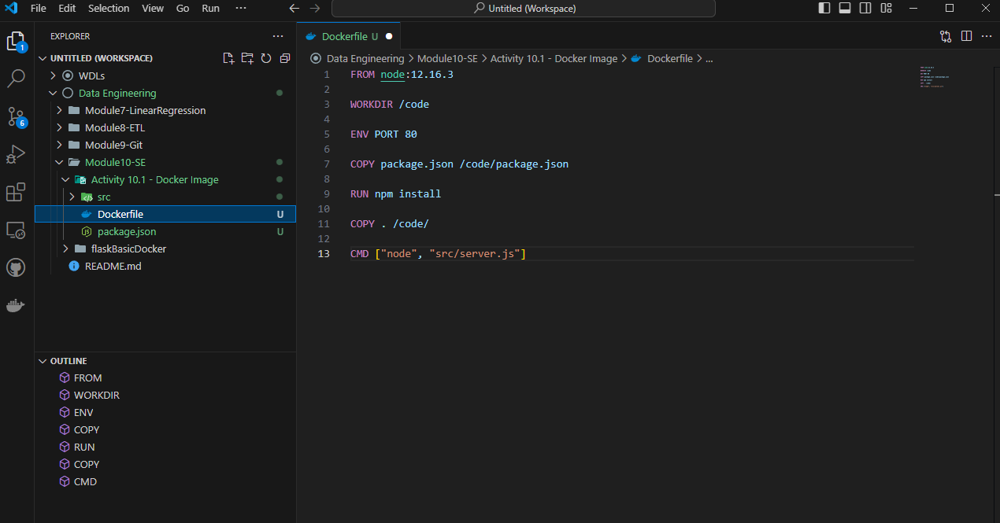 File Edit Selection View Go Run ··· Untitled (Workspace)
EXPLORER ···
1
UNTITLED (WORKSPACE)
WDLs
Data Engineering
Module7-LinearRegression
6
Module8-ETL
Module9-Git
Module10-SE
Activity 10.1 - Docker Image
src
Dockerfile U
package.json U
flaskBasicDocker
README.md
OUTLINE
FROM
WORKDIR
ENV
COPY
RUN
COPY
CMD
Dockerfile U ···
Data Engineering > Module10-SE > Activity 10.1 - Docker Image > Dockerfile > ...
1 FROM node:12.16.3
2
3 WORKDIR /code
4
5 ENV PORT 80
6
7 COPY package.json /code/package.json
8
9 RUN npm install
10
11 COPY . /code/
12
13 CMD ["node", "src/server.js"]